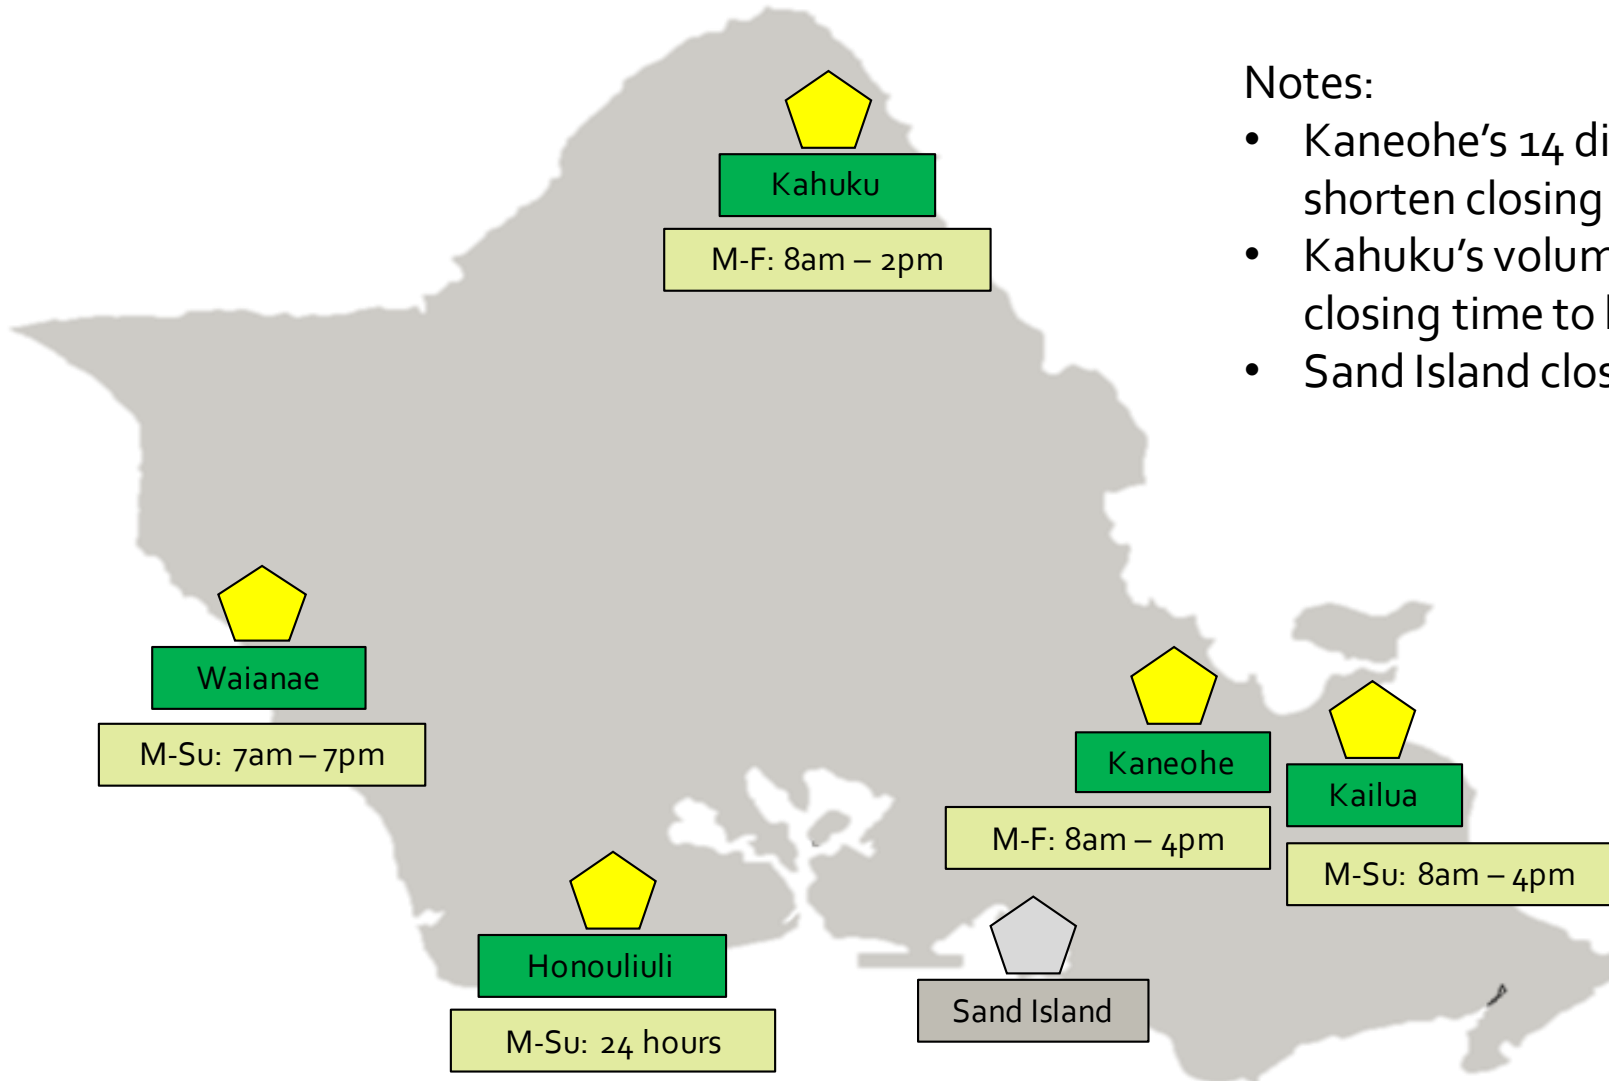 Notes:
• Kaneohe’s 14
shorten closing
• Kahuku’s
closing time to
• Sand Island
Kahuku
M-F: 8am – 2pm
Waianae
M-Su: 7am – 7pm
Kaneohe
M-F: 8am – 4pm
Kailua
M-Su: 8am – 4pm
Honouliuli
M-Su: 24 hours
Sand Island